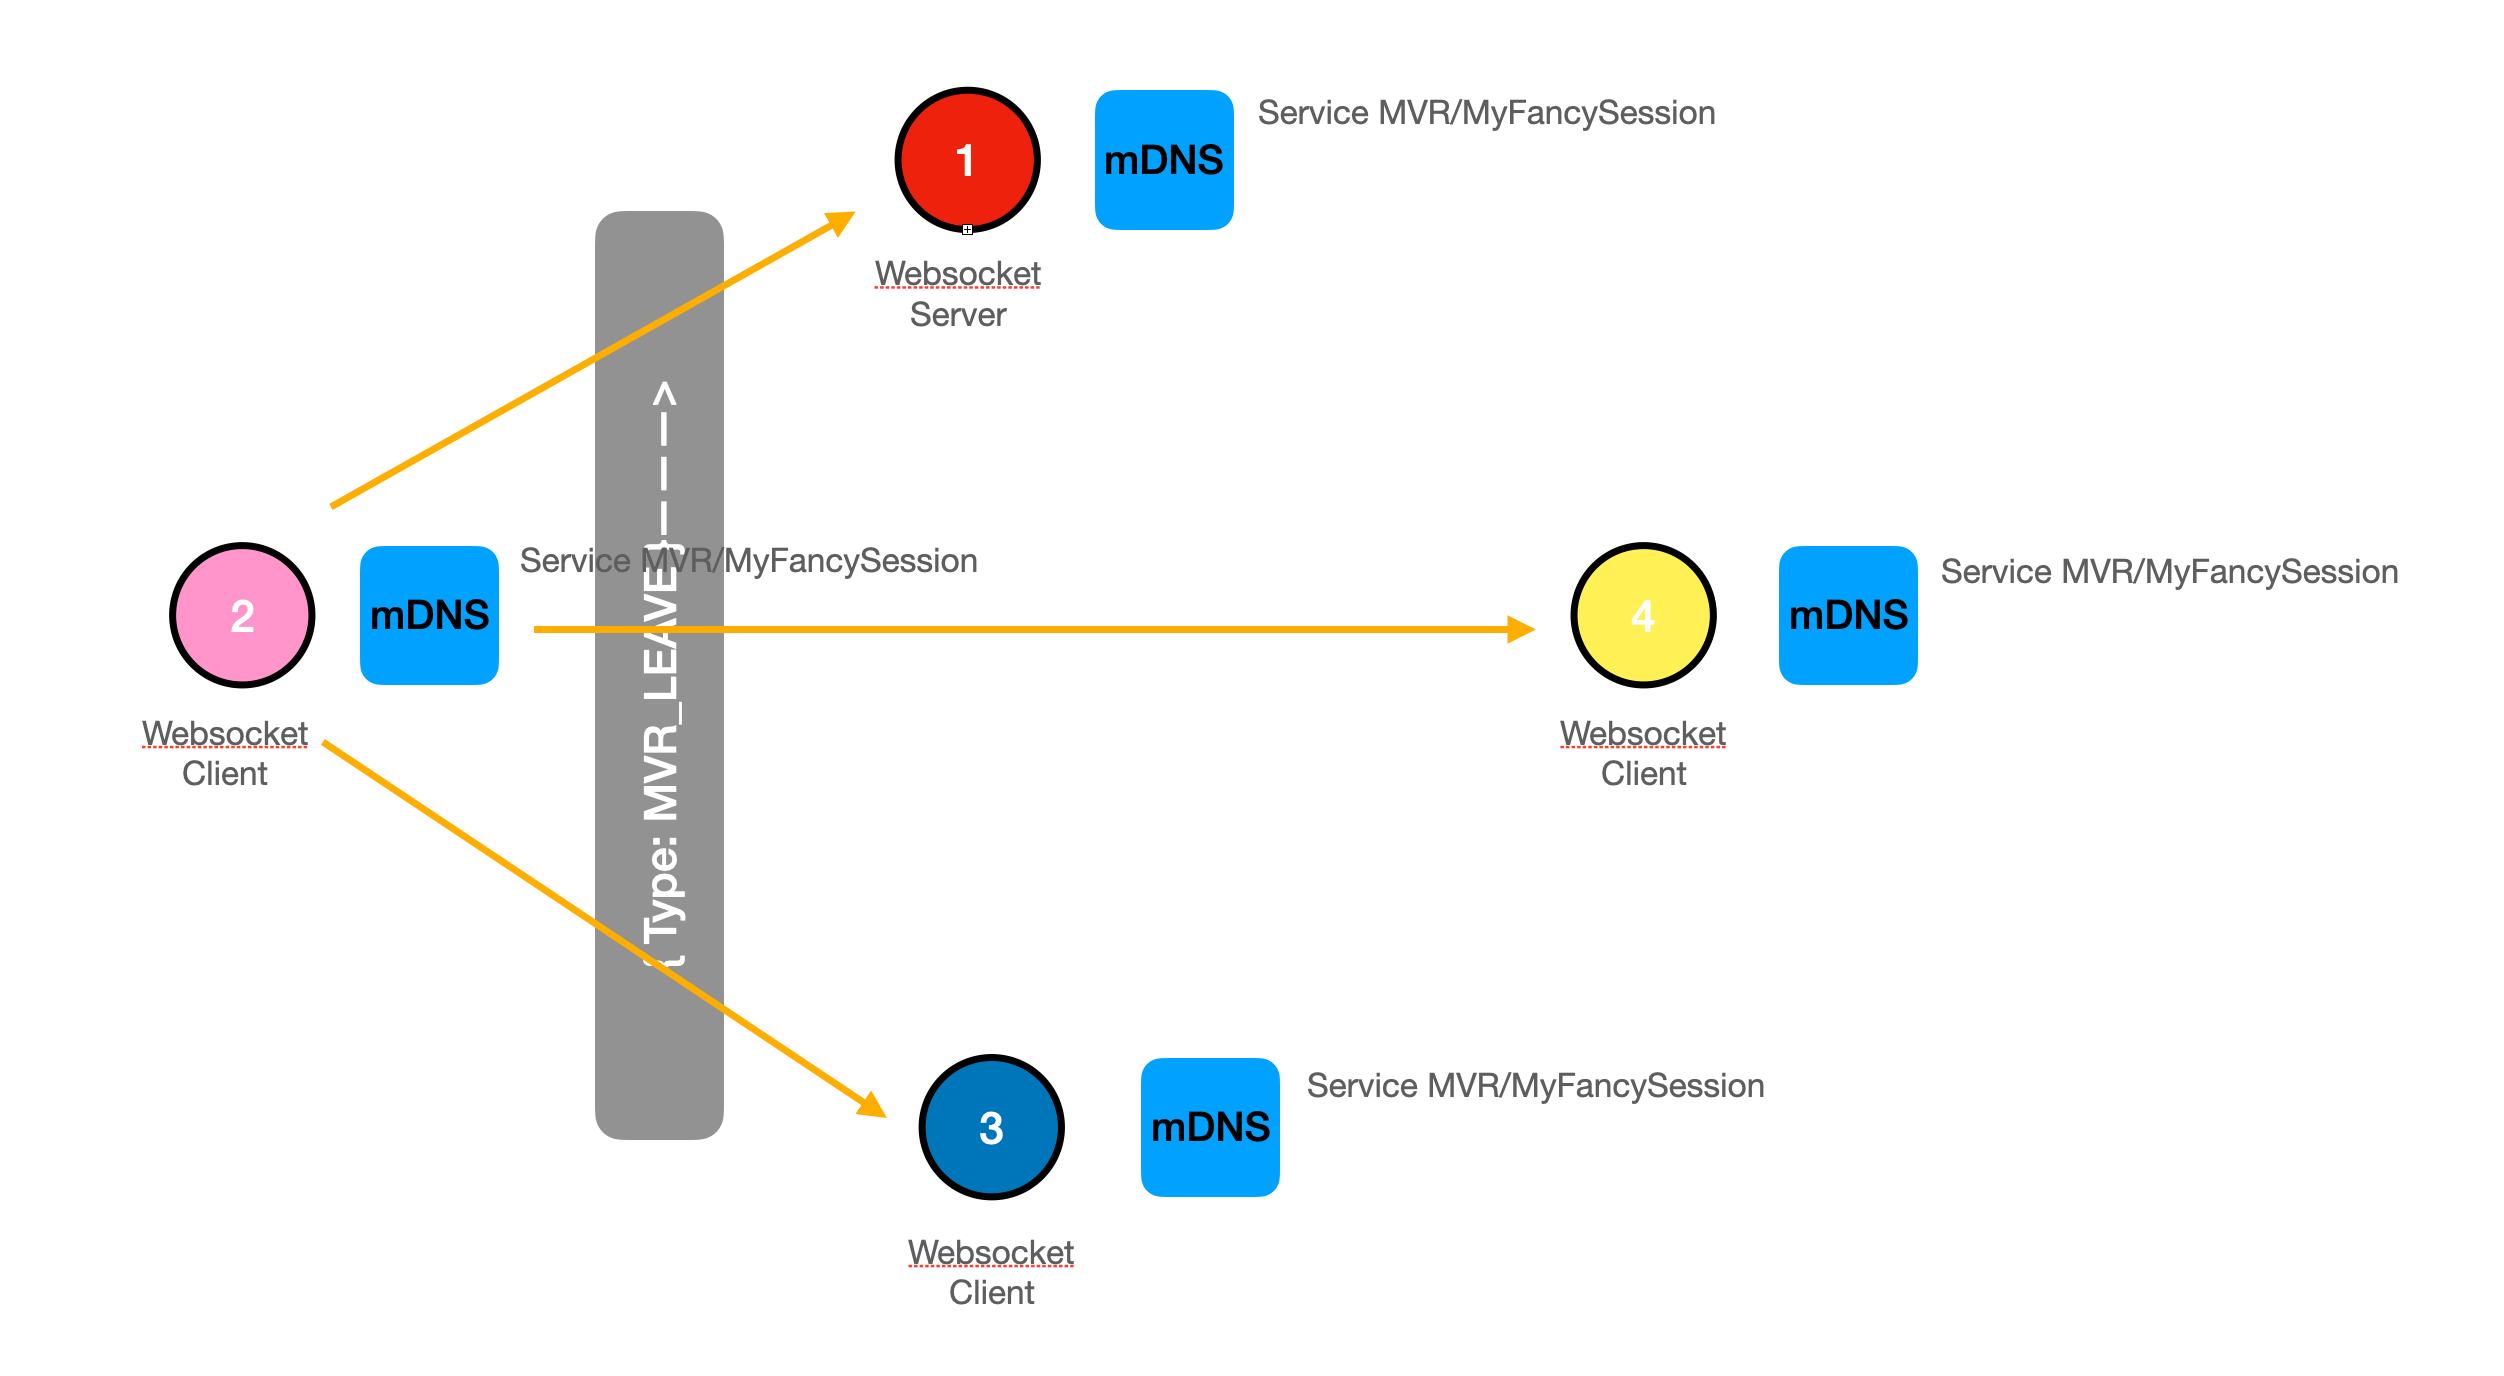 1
mDNS
Service MVR/MyFancySession
Websocket
Server
2
mDNS
Service MVR/MyFancySession
Websocket
Client
{ Type: MVR_LEAVE}— — — >
4
mDNS
Service MVR/MyFancySession
Websocket
Client
3
mDNS
Service MVR/MyFancySession
Websocket
Client